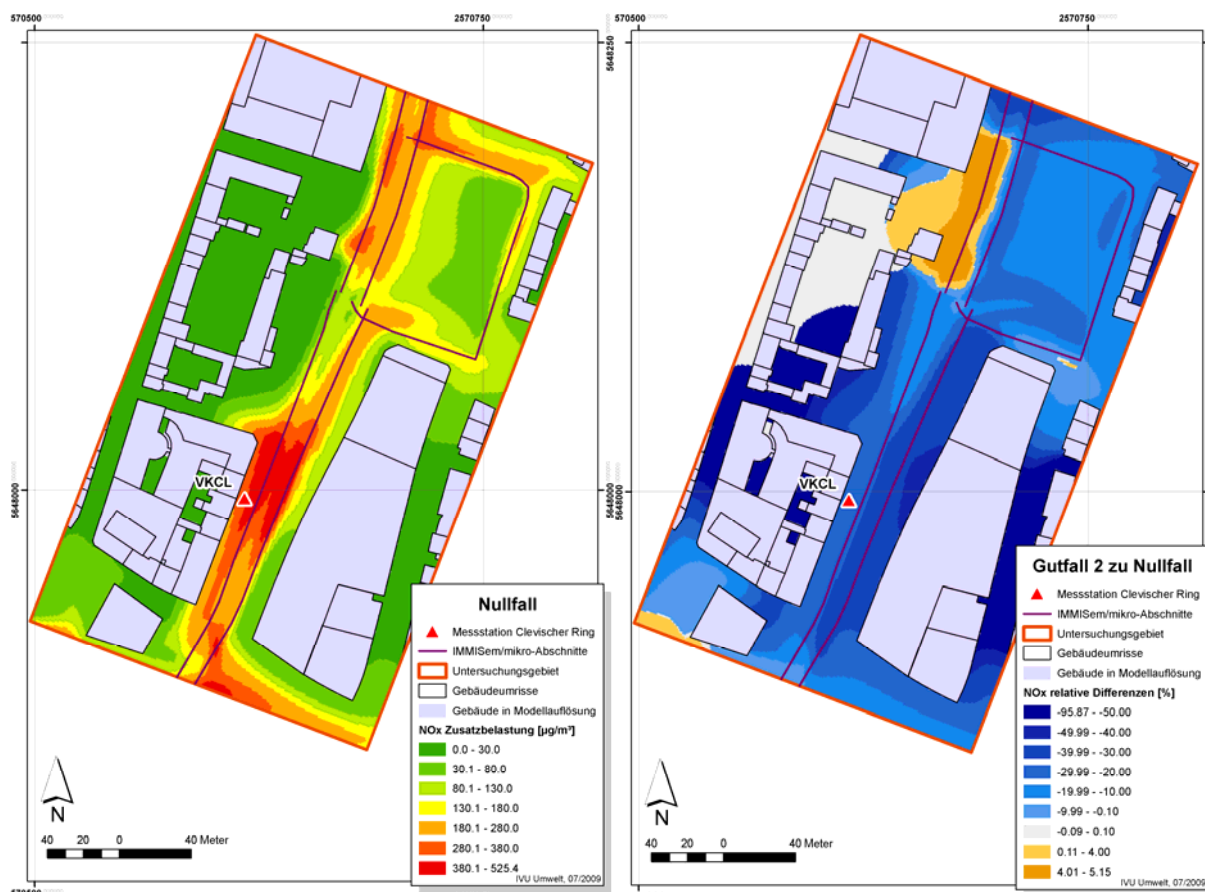 570500
2570750
5648250
5648000
VKCL
Nullfall
Messstation Clevischer Ring
IMMISem/mikro-Abschnitte
Untersuchungsgebiet
Gebäudeumrisse
Gebäude in Modellauflösung
NOx Zusatzbelastung [µg/m³]
0.0 - 30.0
30.1 - 80.0
80.1 - 130.0
130.1 - 180.0
180.1 - 280.0
280.1 - 380.0
380.1 - 525.4
IVU Umwelt, 07/2009
N
40 20 0 40 Meter
570500
2570750
5648000
VKCL
Gutfall 2 zu Nullfall
Messstation Clevischer Ring
IMMISem/mikro-Abschnitte
Untersuchungsgebiet
Gebäudeumrisse
Gebäude in Modellauflösung
NOx relative Differenzen [%]
-95.87 - -50.00
-49.99 - -40.00
-39.99 - -30.00
-29.99 - -20.00
-19.99 - -10.00
-9.99 - -0.10
-0.09 - 0.10
0.11 - 4.00
4.01 - 5.15
IVU Umwelt, 07/2009
N
40 20 0 40 Meter